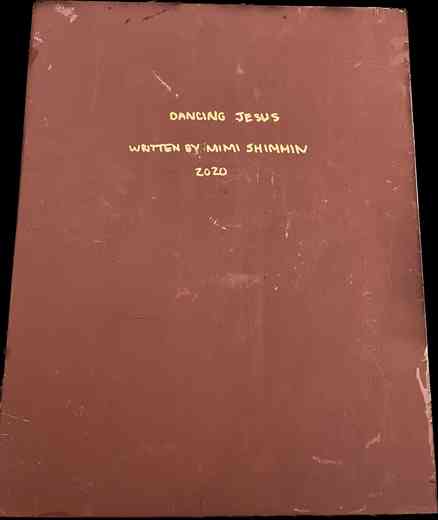 DANCING JESUS
WRITTEN BY MIMI SHIMMIN
2020